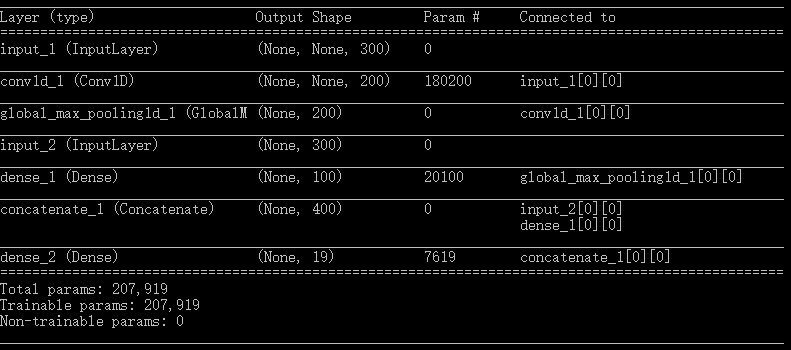 Layer (type) Output Shape Param # Connected to
================================================================================
input_1 (InputLayer) (None, None, 300) 0
conv1d_1 (Conv1D) (None, None, 200) 180200 input_1[0][0]
global_max_pooling1d_1 (GlobalM (None, 200) 0 conv1d_1[0][0]
input_2 (InputLayer) (None, 300) 0
dense_1 (Dense) (None, 100) 20100 global_max_pooling1d_1[0][0]
concatenate_1 (Concatenate) (None, 400) 0 input_2[0][0]
dense_1[0][0]
dense_2 (Dense) (None, 19) 7619 concatenate_1[0][0]
================================================================================
Total params: 207,919
Trainable params: 207,919
Non-trainable params: 0